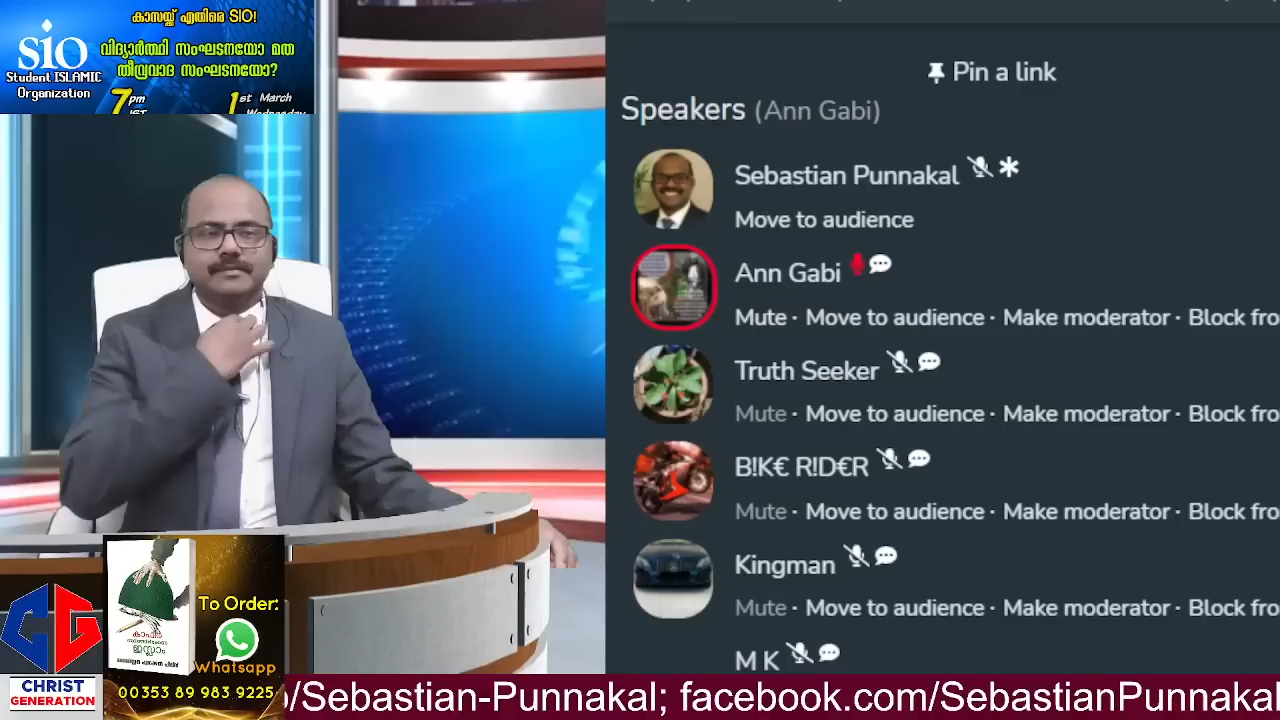 കാസയ്ക്ക് എതിരെ SIO!
sio
Student ISLAMIC
Organization
വിദ്യാർത്ഥി സംഘടനയോ മത
തീവ്രവാദ സംഘടനയോ?
7pm
IST
1st March
Wednesday
Pin a link
Speakers (Ann Gabi)
Sebastian Punnakal
Move to audience
Ann Gabi
Mute · Move to audience · Make moderator · Block fro
Truth Seeker
Mute · Move to audience · Make moderator · Block fro
B!K€ R!D€R
Mute · Move to audience · Make moderator · Block fro
Kingman
Mute · Move to audience · Make moderator · Block fro
M K
കാഫിർ
ഇസ്ലാം
To Order:
Whatsapp
00353 89 983 9225
CG
CHRIST
GENERATION
/Sebastian-Punnakal; facebook.com/SebastianPunnakal